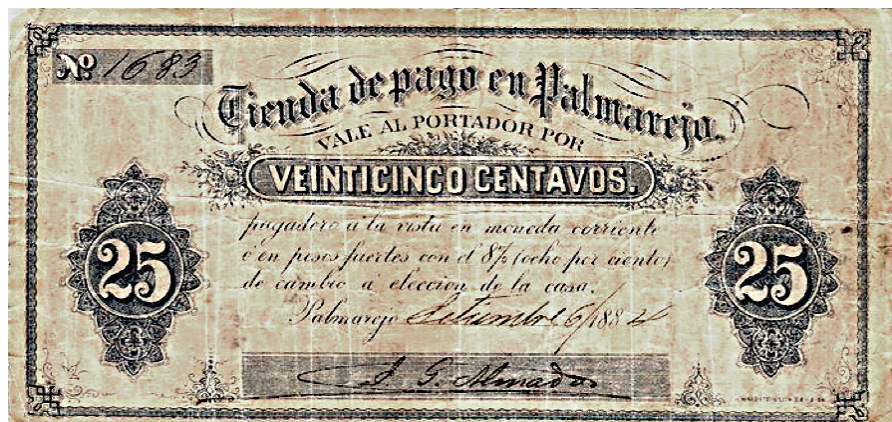 Nº 1683
Tienda de pago en Palmarejo.
VALE AL PORTADOR POR
VEINTICINCO CENTAVOS.
25 25
pagadero á la vista en moneda corriente
o en pesos fuertes con el 8% (ocho por ciento)
de cambio á elección de la casa.
Palmarejo Setiembre 6/1884
J. G. Almada